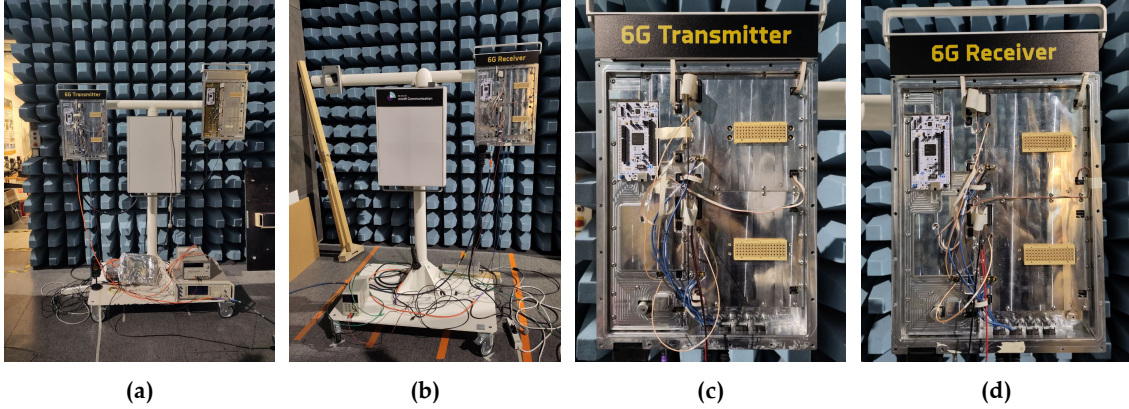 6G Transmitter
6G Receiver
6G Transmitter
6G Receiver
(a)
(b)
(c)
(d)